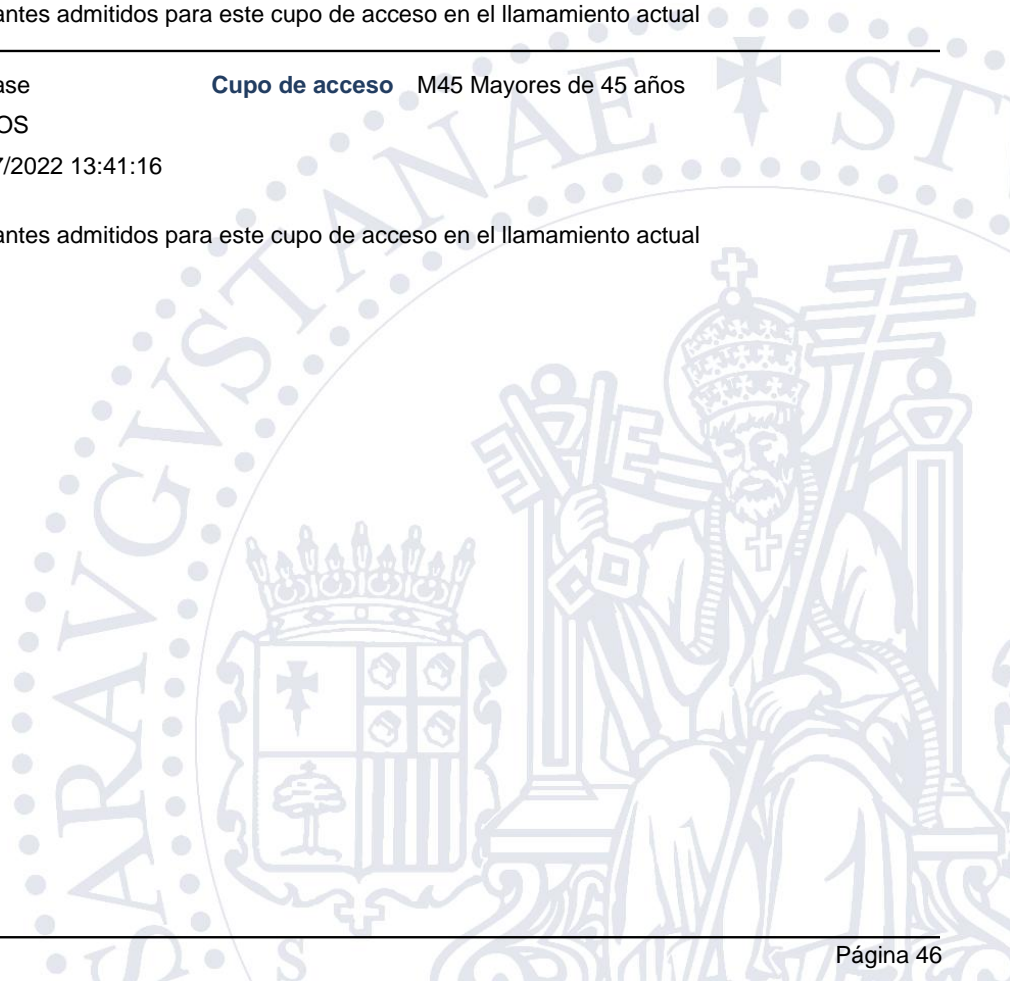 antes admitidos para este cupo de acceso en el llamamiento actual
ase Cupo de acceso M45 Mayores de 45 años
OS
7/2022 13:41:16
antes admitidos para este cupo de acceso en el llamamiento actual
SARAVGVSTANAE ST
S
Página 46